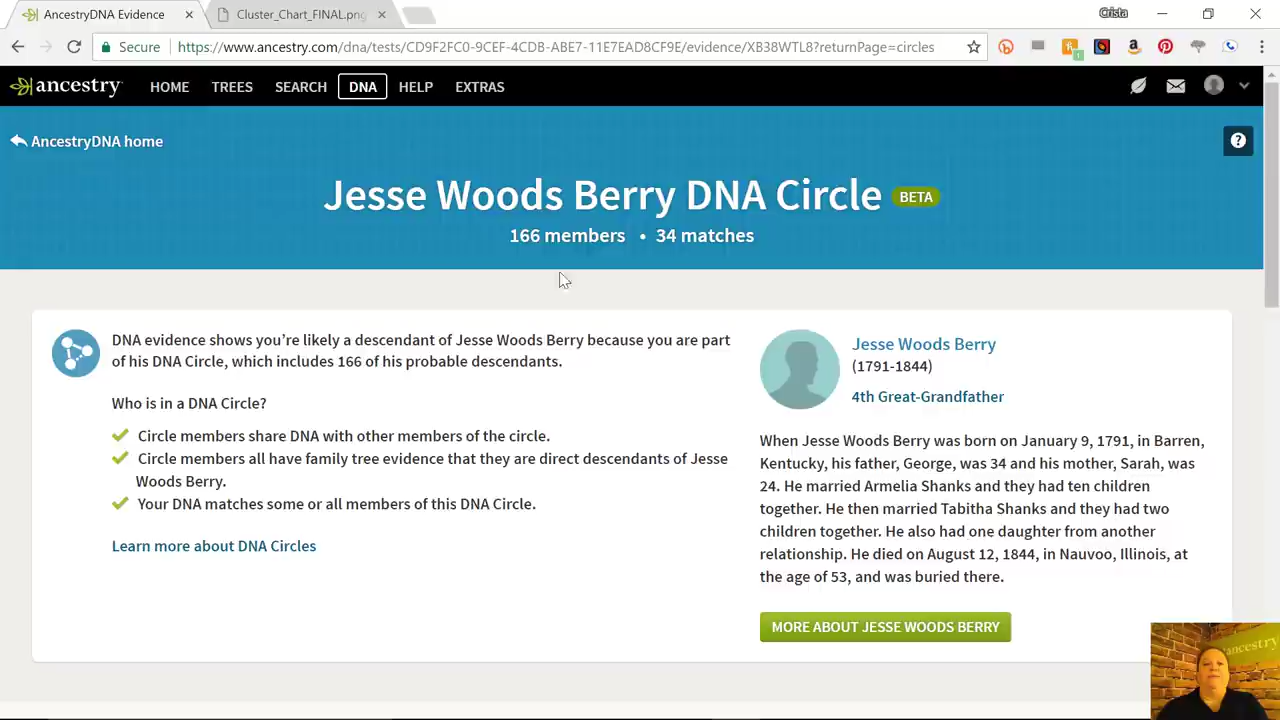 AncestryDNA Evidence
Cluster_Chart_FINAL.png
Crista
Secure
https://www.ancestry.com/dna/tests/CD9F2FC0-9CEF-4CDB-ABE7-11E7EAD8CF9E/evidence/XB38WTL8?returnPage=circles
ancestry HOME TREES SEARCH DNA HELP EXTRAS
AncestryDNA home
?
Jesse Woods Berry DNA Circle BETA
166 members • 34 matches
DNA evidence shows you're likely a descendant of Jesse Woods Berry because you are part
of his DNA Circle, which includes 166 of his probable descendants.
Who is in a DNA Circle?
Circle members share DNA with other members of the circle.
Circle members all have family tree evidence that they are direct descendants of Jesse
Woods Berry.
Your DNA matches some or all members of this DNA Circle.
Learn more about DNA Circles
Jesse Woods Berry
(1791-1844)
4th Great-Grandfather
When Jesse Woods Berry was born on January 9, 1791, in Barren,
Kentucky, his father, George, was 34 and his mother, Sarah, was
24. He married Armelia Shanks and they had ten children
together. He then married Tabitha Shanks and they had two
children together. He also had one daughter from another
relationship. He died on August 12, 1844, in Nauvoo, Illinois, at
the age of 53, and was buried there.
MORE ABOUT JESSE WOODS BERRY
ancestry